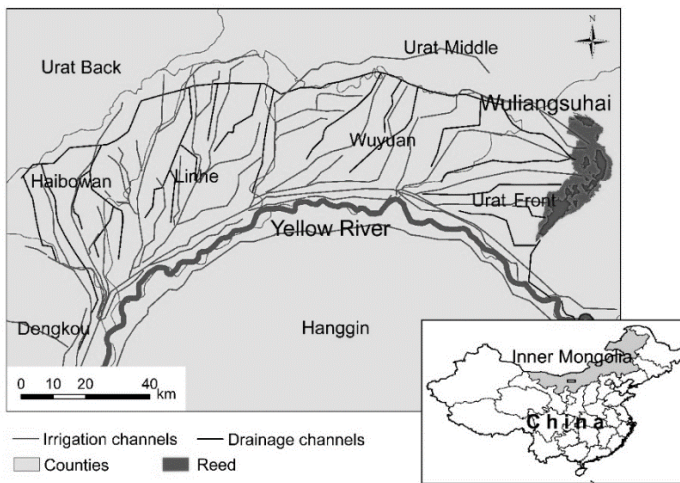 N
Urat Middle
Urat Back
Wuliangsuhai
Wuyuan
Haibowan
Linhe
Urat Front
Yellow River
Dengkou
Hanggin
0 10 20 40
km
Inner Mongolia
China
Irrigation channels
Drainage channels
Counties
Reed